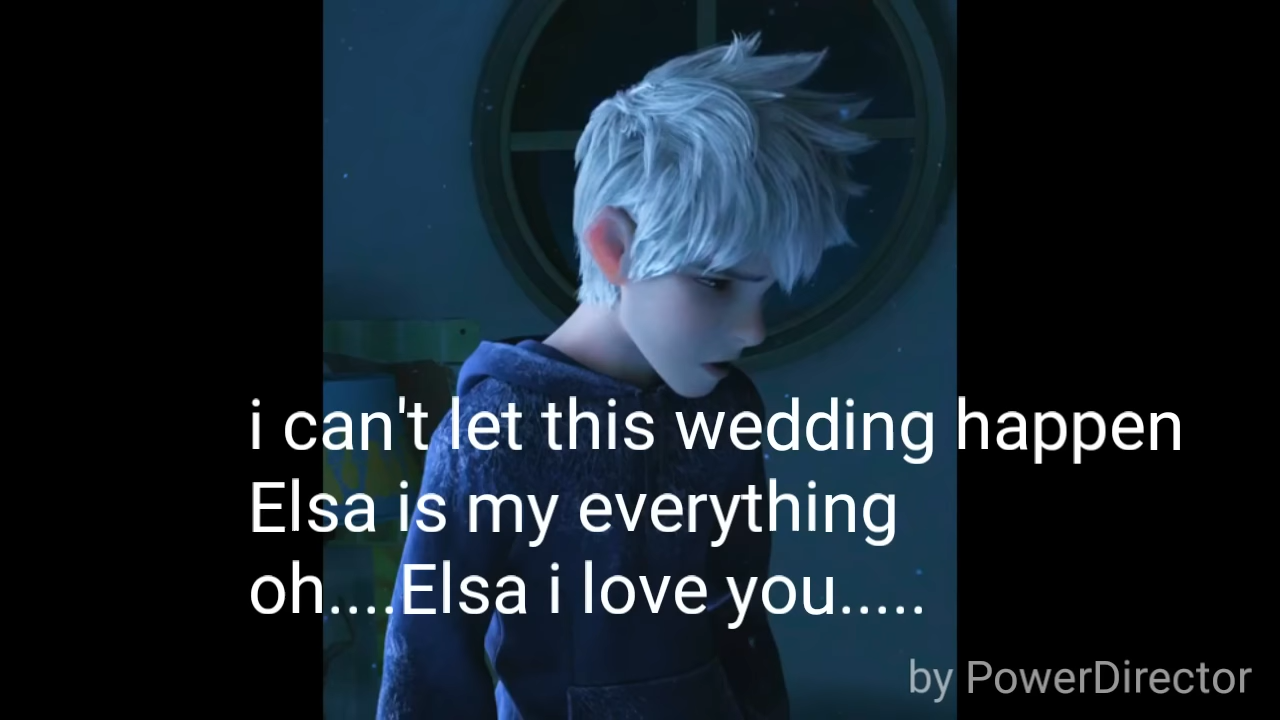 i can't let this wedding happen
Elsa is my everything
oh....Elsa i love you.....
by PowerDirector